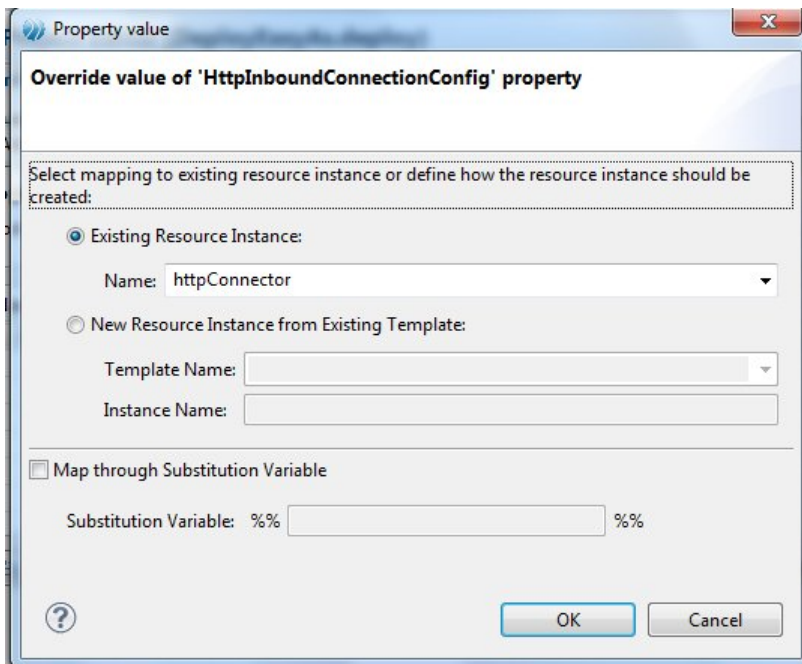 Property value
Override value of 'HttpInboundConnectionConfig' property
Select mapping to existing resource instance or define how the resource instance should be
created:
Existing Resource Instance:
Name: httpConnector
New Resource Instance from Existing Template:
Template Name:
Instance Name:
Map through Substitution Variable
Substitution Variable: %% %%
? OK Cancel